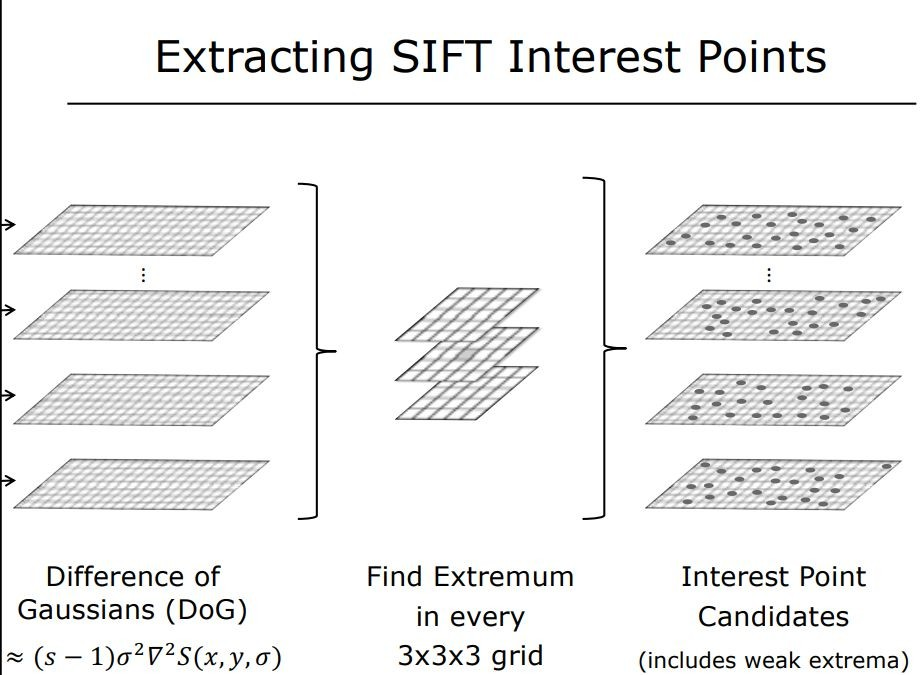 Extracting SIFT Interest Points
Difference of
Gaussians (DoG)
≈ (s − 1)σ²∇²S(x, y, σ)
Find Extremum
in every
3x3x3 grid
Interest Point
Candidates
(includes weak extrema)